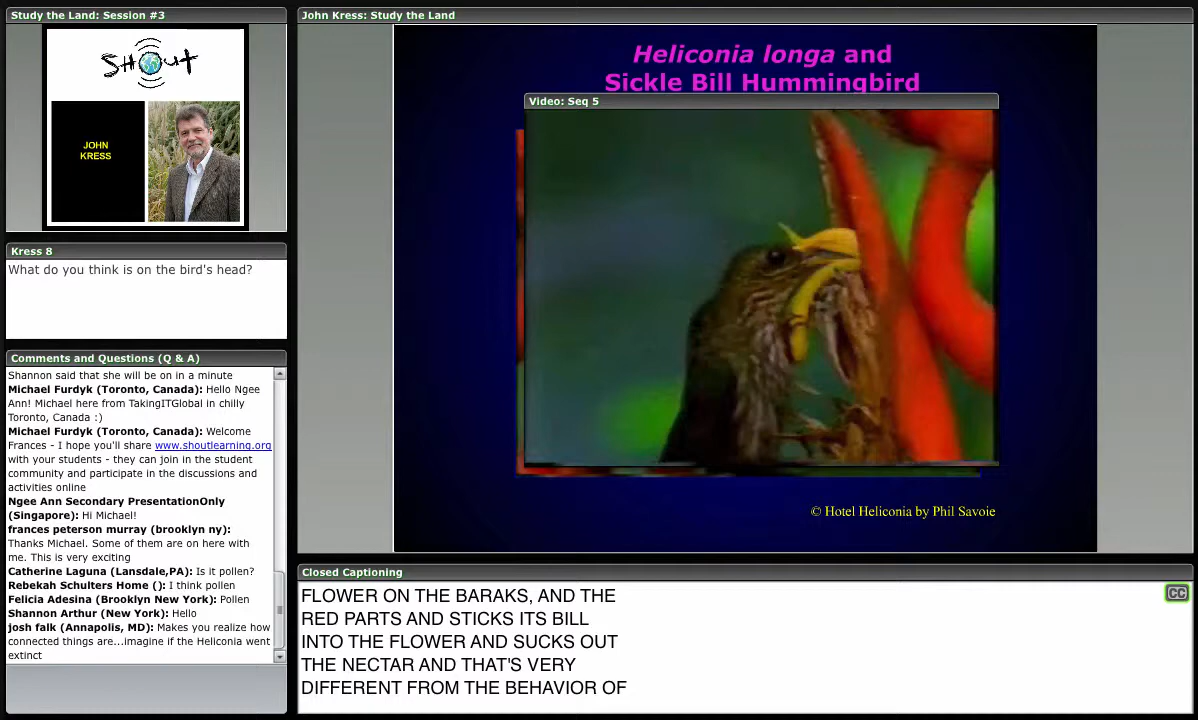 Study the Land: Session #3
SHOUT
JOHN
KRESS
Kress 8
What do you think is on the bird's head?
Comments and Questions (Q & A)
Shannon said that she will be on in a minute
Michael Furdyk (Toronto, Canada): Hello Ngee
Ann! Michael here from TakingITGlobal in chilly
Toronto, Canada :)
Michael Furdyk (Toronto, Canada): Welcome
Frances - I hope you'll share www.shoutlearning.org
with your students - they can join in the student
community and participate in the discussions and
activities online
Ngee Ann Secondary PresentationOnly
(Singapore): Hi Michael!
frances peterson murray (brooklyn ny):
Thanks Michael. Some of them are on here with
me. This is very exciting
Catherine Laguna (Lansdale,PA): Is it pollen?
Rebekah Schulters Home (): I think pollen
Felicia Adesina (Brooklyn New York): Pollen
Shannon Arthur (New York): Hello
josh falk (Annapolis, MD): Makes you realize how
connected things are...imagine if the Heliconia went
extinct
John Kress: Study the Land
Heliconia longa and
Sickle Bill Hummingbird
Video: Seq 5
© Hotel Heliconia by Phil Savoie
Closed Captioning
FLOWER ON THE BARAKS, AND THE
RED PARTS AND STICKS ITS BILL
INTO THE FLOWER AND SUCKS OUT
THE NECTAR AND THAT'S VERY
DIFFERENT FROM THE BEHAVIOR OF
CC